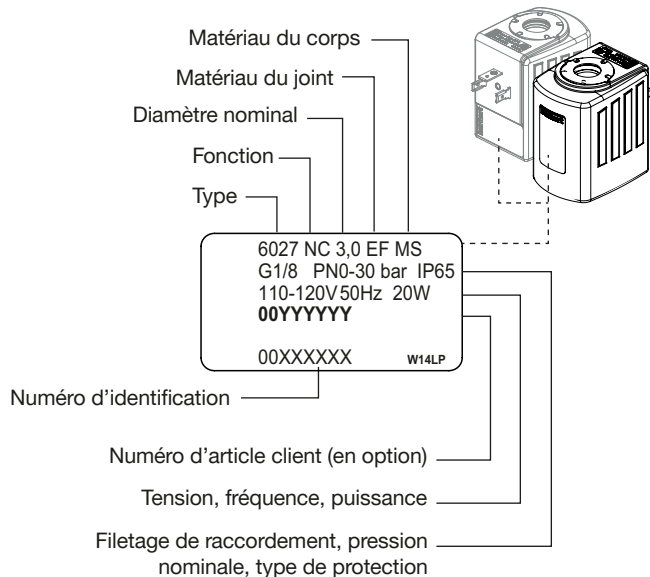 Matériau du corps
Matériau du joint
Diamètre nominal
Fonction
Type
6027 NC 3,0 EF MS
G1/8 PN0-30 bar IP65
110-120V 50Hz 20W
00YYYYYY
00XXXXXX W14LP
Numéro d’identification
Numéro d’article client (en option)
Tension, fréquence, puissance
Filetage de raccordement, pression
nominale, type de protection